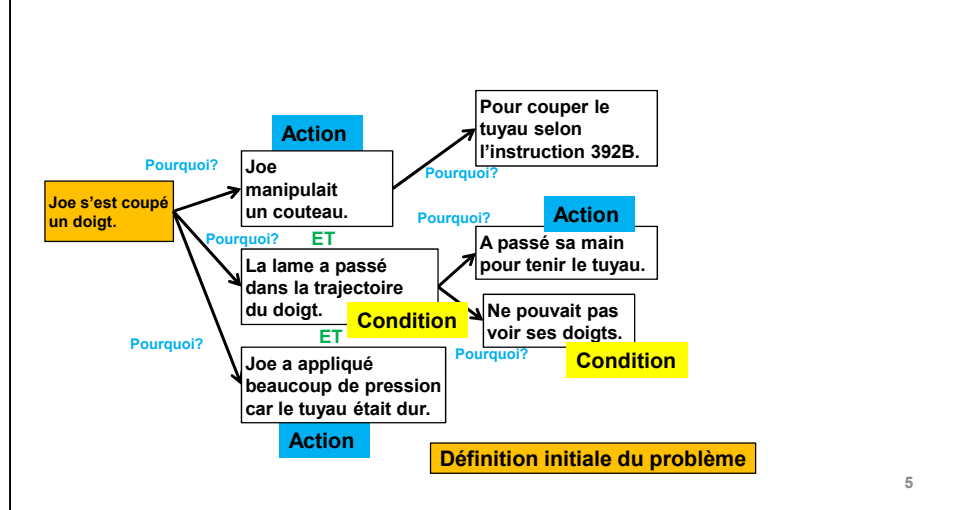 Pour couper le
tuyau selon
l'instruction 392B.
Action
Pourquoi?
Joe
manipulait
un couteau.
Pourquoi?
Joe s'est coupé
un doigt.
Pourquoi?
Action
Pourquoi?
ET
A passé sa main
pour tenir le tuyau.
La lame a passé
dans la trajectoire
du doigt.
Condition
Ne pouvait pas
voir ses doigts.
ET
Pourquoi?
Pourquoi?
Condition
Joe a appliqué
beaucoup de pression
car le tuyau était dur.
Action
Définition initiale du problème
5